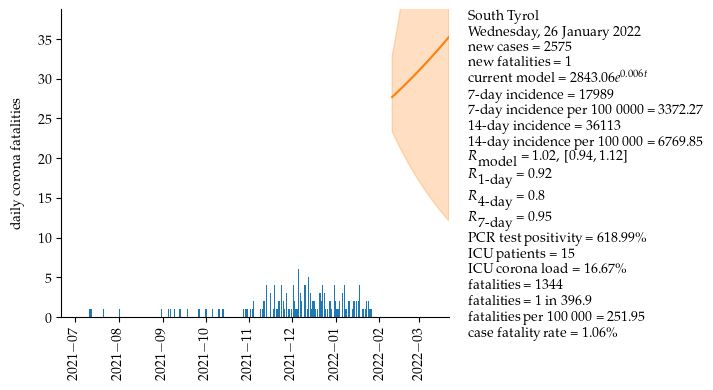 South Tyrol
Wednesday, 26 January 2022
new cases = 2575
new fatalities = 1
current model = 2843.06e^{0.006t}
7-day incidence = 17989
7-day incidence per 100 0000 = 3372.27
14-day incidence = 36113
14-day incidence per 100 000 = 6769.85
R_model = 1.02, [0.94, 1.12]
R_1-day = 0.92
R_4-day = 0.8
R_7-day = 0.95
PCR test positivity = 618.99%
ICU patients = 15
ICU corona load = 16.67%
fatalities = 1344
fatalities = 1 in 396.9
fatalities per 100 000 = 251.95
case fatality rate = 1.06%
daily corona fatalities
35
30
25
20
15
10
5
0
2021−07
2021−08
2021−09
2021−10
2021−11
2021−12
2022−01
2022−02
2022−03